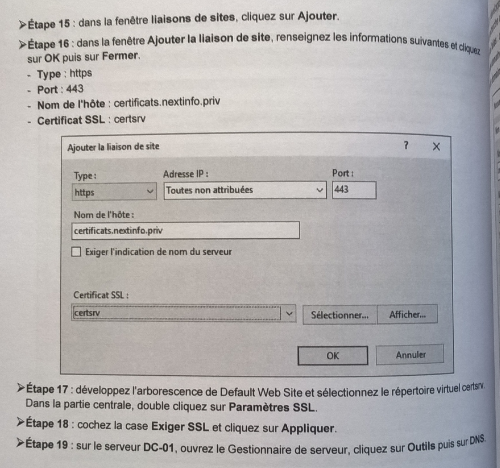 ➤Étape 15 : dans la fenêtre liaisons de sites, cliquez sur Ajouter.
➤Étape 16 : dans la fenêtre Ajouter la liaison de site, renseignez les informations suivantes et cliquez
sur OK puis sur Fermer.
- Type : https
- Port : 443
- Nom de l'hôte : certificats.nextinfo.priv
- Certificat SSL : certsrv
Ajouter la liaison de site ? X
Type : Adresse IP : Port :
https Toutes non attribuées 443
Nom de l'hôte :
certificats.nextinfo.priv
Exiger l'indication de nom du serveur
Certificat SSL :
certsrv Sélectionner... Afficher...
OK Annuler
➤Étape 17 : développez l'arborescence de Default Web Site et sélectionnez le répertoire virtuel certsrv.
Dans la partie centrale, double cliquez sur Paramètres SSL.
➤Étape 18 : cochez la case Exiger SSL et cliquez sur Appliquer.
➤Étape 19 : sur le serveur DC-01, ouvrez le Gestionnaire de serveur, cliquez sur Outils puis sur DNS.